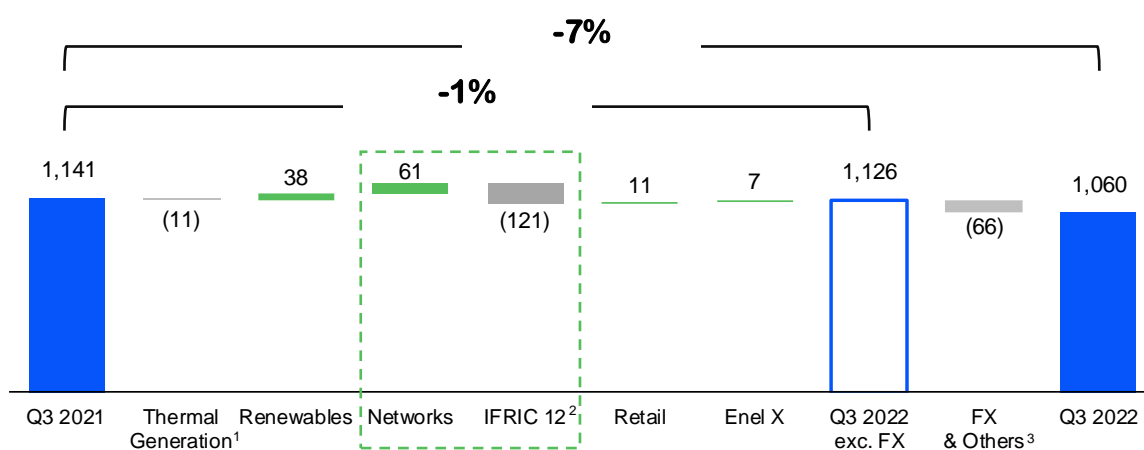 -7%
-1%
1,141
38
61
11
7
1,126
1,060
(11)
(121)
(66)
Q3 2021
Thermal
Generation1
Renewables
Networks
IFRIC 122
Retail
Enel X
Q3 2022
exc. FX
FX
& Others3
Q3 2022